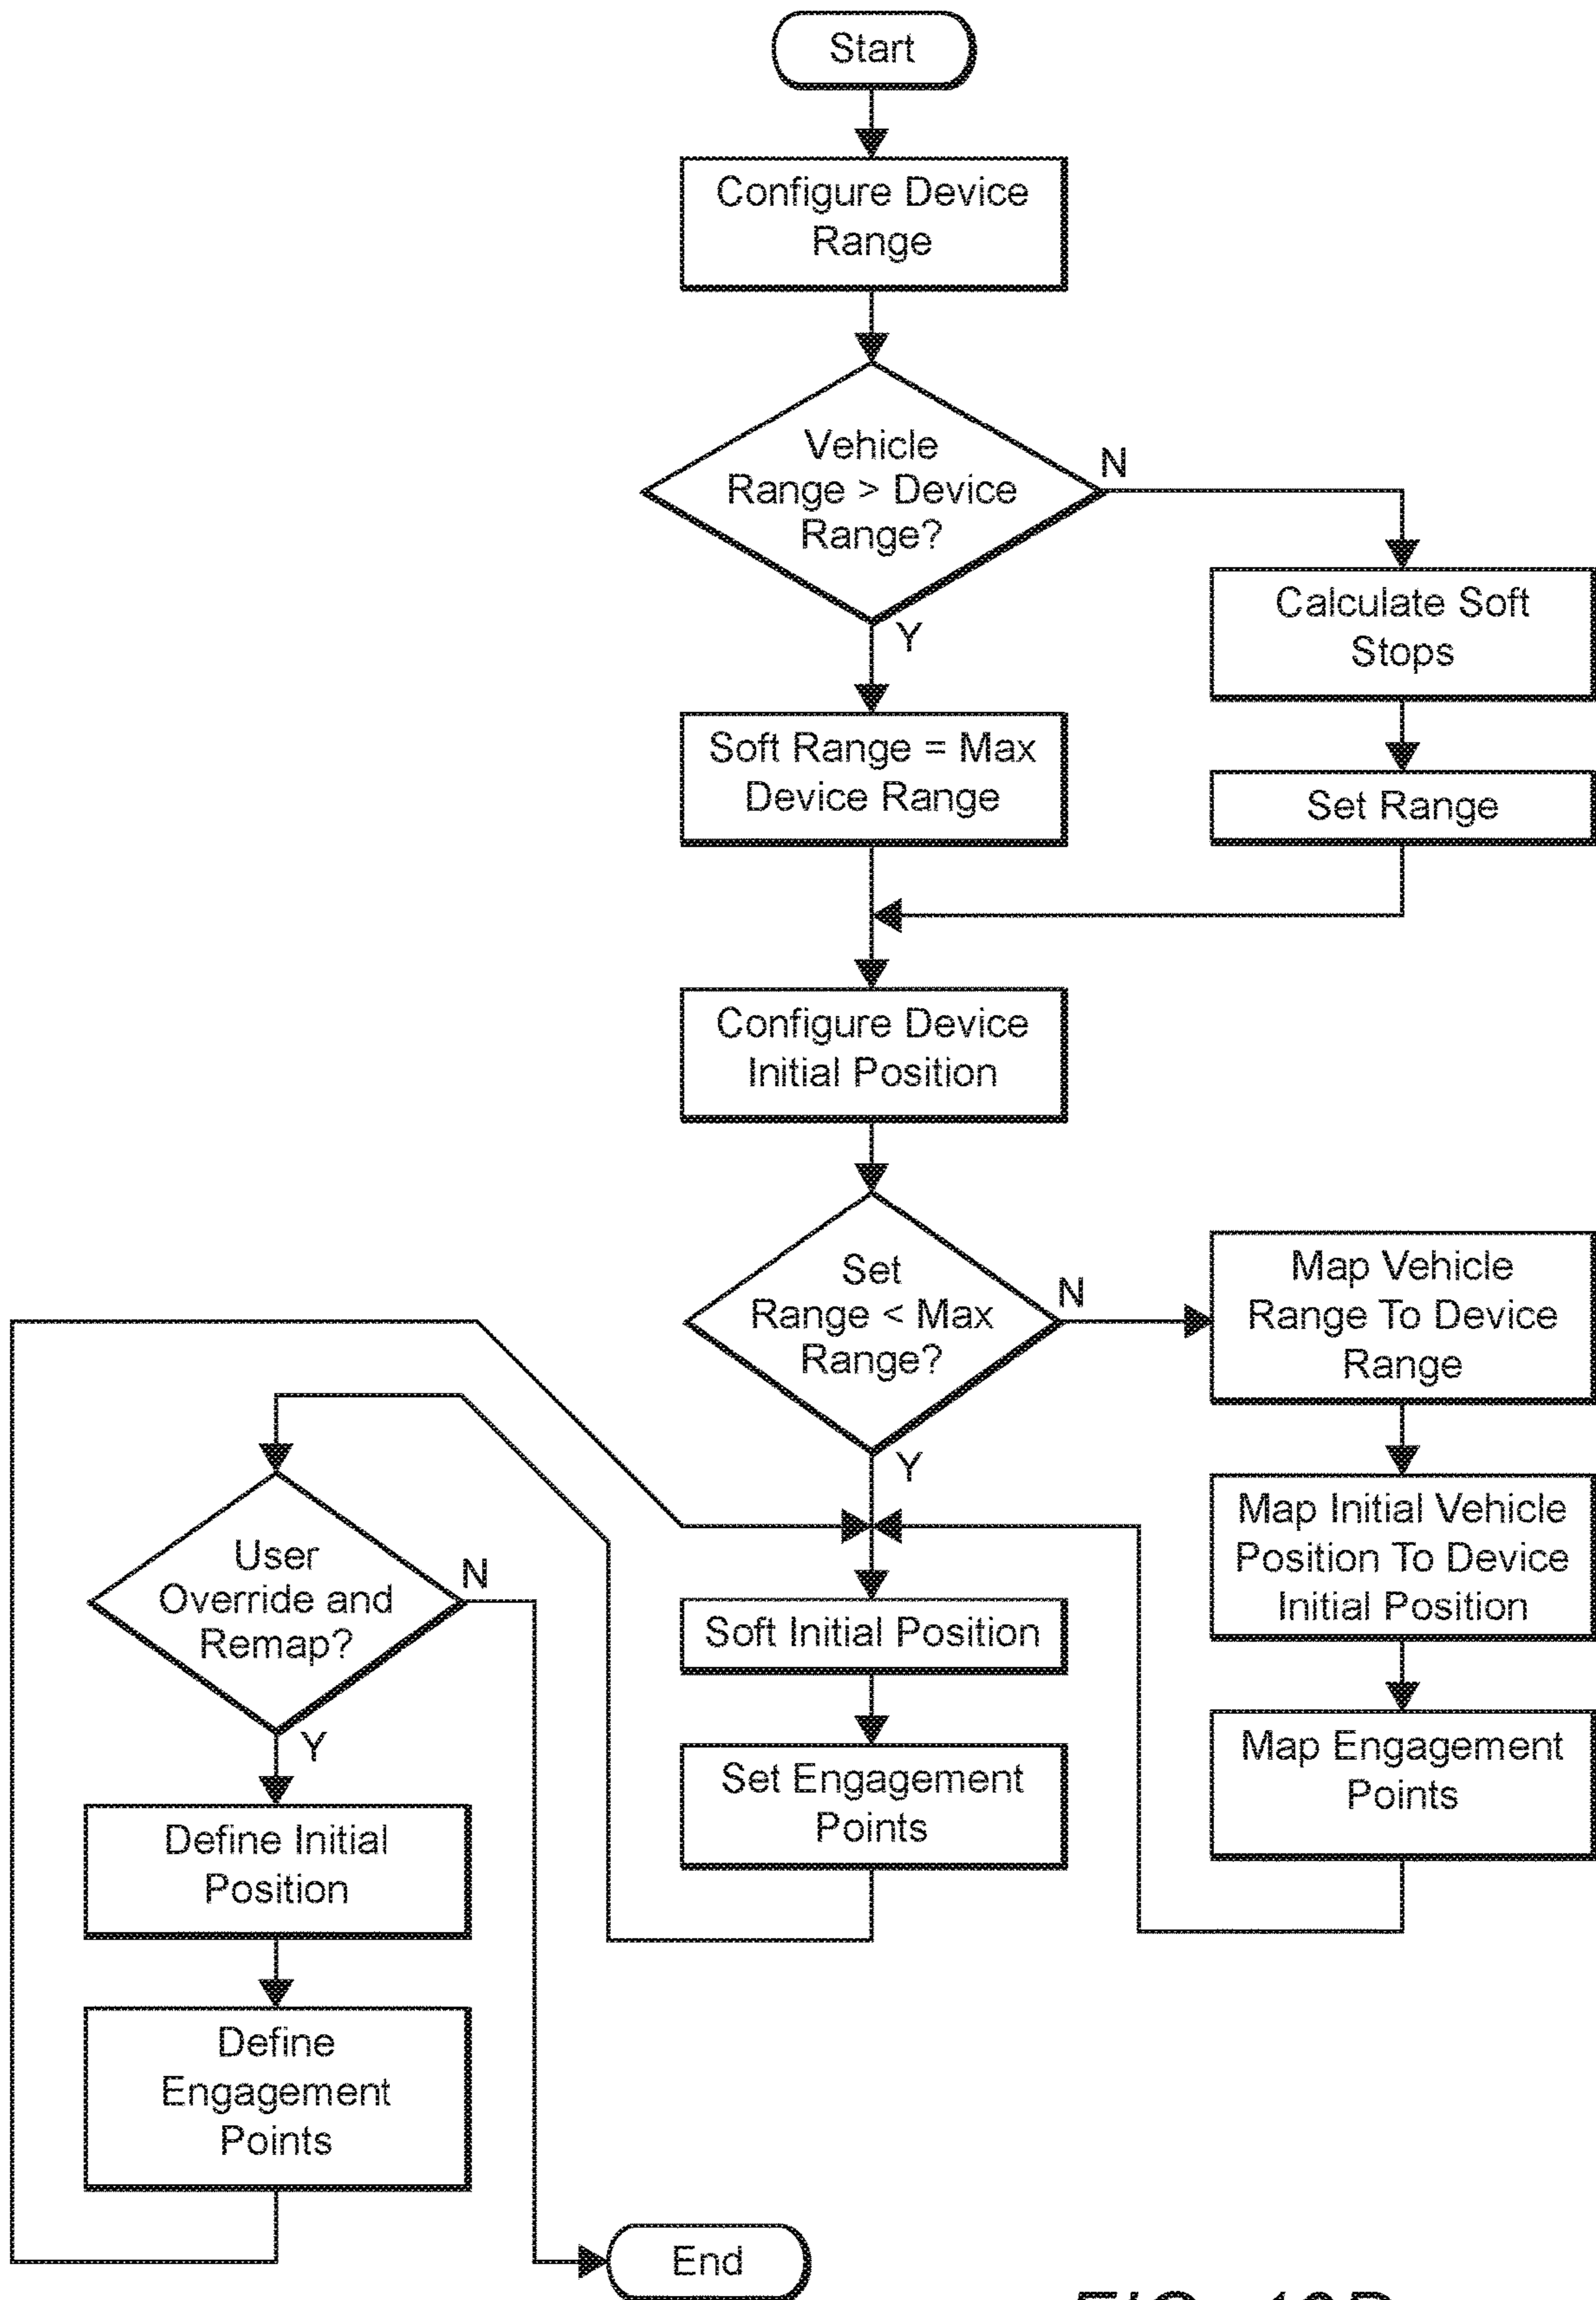 Start
Configure Device
Range
Vehicle
Range > Device
Range?
N
Y
Calculate Soft
Stops
Soft Range = Max
Device Range
Set Range
Configure Device
Initial Position
Set
Range < Max
Range?
N
Y
Map Vehicle
Range To Device
Range
Map Initial Vehicle
Position To Device
Initial Position
Map Engagement
Points
Soft Initial Position
Set Engagement
Points
User
Override and
Remap?
N
Y
Define Initial
Position
Define
Engagement
Points
End